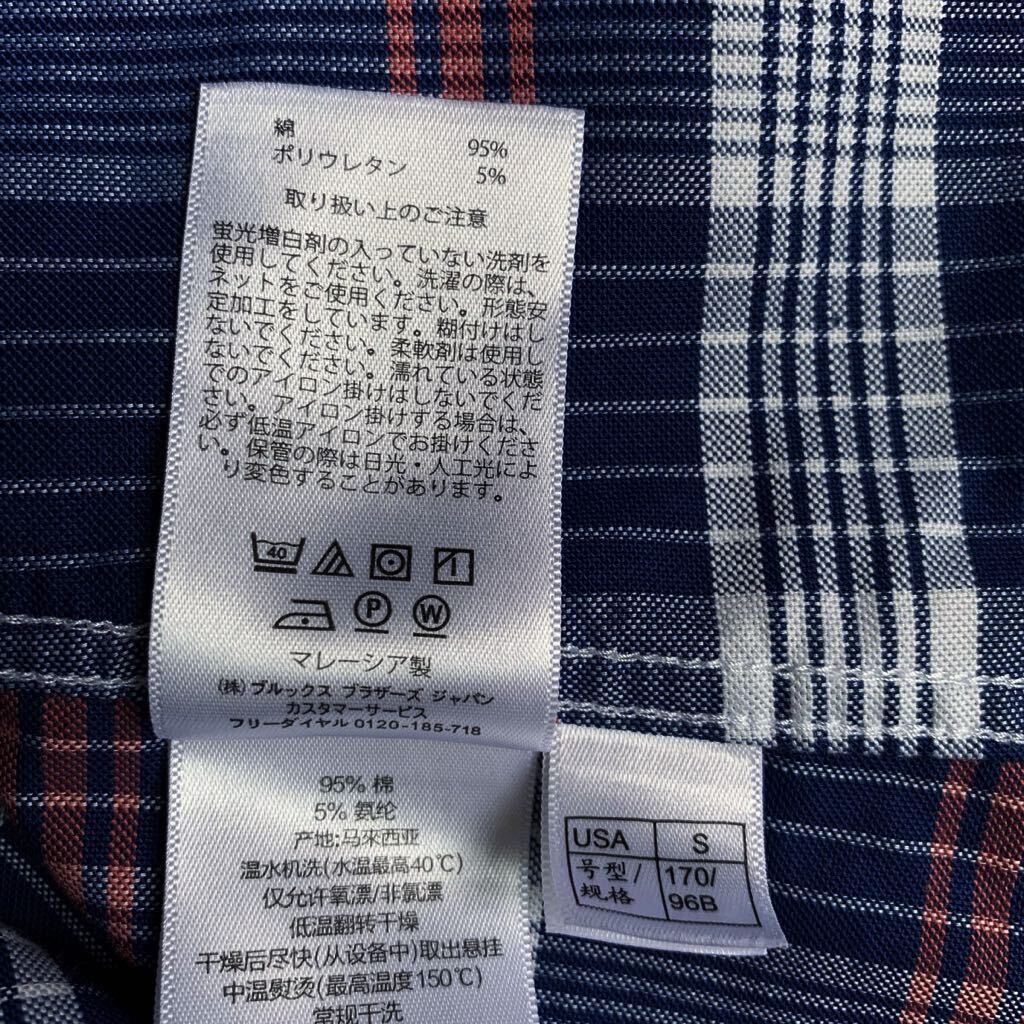 綿 95%
ポリウレタン 5%
取り扱い上のご注意
蛍光増白剤の入っていない洗剤を
使用してください。洗濯の際は、
ネットをご使用ください。形態安
定加工をしています。糊付けはし
ないでください。柔軟剤は使用し
ないでください。濡れている状態
でのアイロン掛けはしないでくだ
さい。アイロン掛けする場合は、
必ず低温アイロンでお掛けくださ
い。保管の際は日光・人工光によ
り変色することがあります。
40
P W
マレーシア製
(株)ブルックス ブラザーズ ジャパン
カスタマーサービス
フリーダイヤル 0120-185-718
95% 棉
5% 氨纶
产地:马来西亚
温水机洗(水温最高40℃)
仅允许氧漂/非氯漂
低温翻转干燥
干燥后尽快(从设备中)取出悬挂
中温熨烫(最高温度150℃)
常规干洗
USA S
号型/ 170/
规格 96B